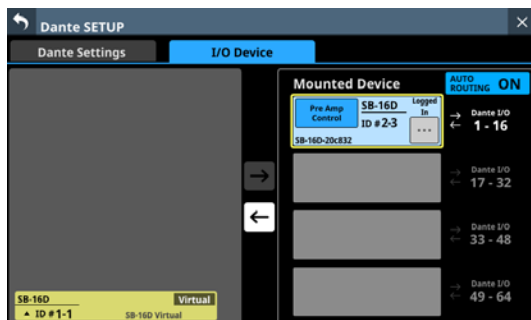 Dante SETUP
Dante Settings
I/O Device
Mounted Device
AUTO
ROUTING ON
Pre Amp
Control
SB-16D
ID #2-3
Logged
In
...
SB-16D-20c832
Dante I/O
1 - 16
Dante I/O
17 - 32
Dante I/O
33 - 48
Dante I/O
49 - 64
SB-16D
Virtual
ID #1-1
SB-16D Virtual